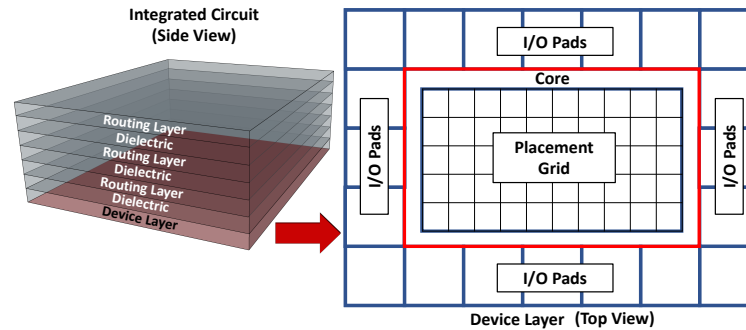 Integrated Circuit
(Side View)
Routing Layer
Dielectric
Routing Layer
Dielectric
Routing Layer
Dielectric
Device Layer
I/O Pads
Core
I/O Pads
Placement
Grid
I/O Pads
I/O Pads
Device Layer (Top View)